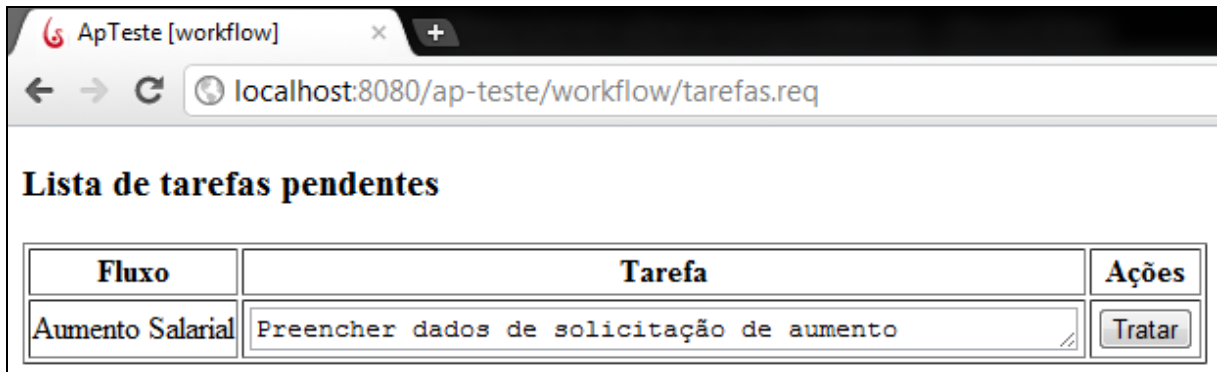 ApTeste [workflow]
localhost:8080/ap-teste/workflow/tarefas.req
Lista de tarefas pendentes
Fluxo Tarefa Ações
Aumento Salarial Preencher dados de solicitação de aumento Tratar